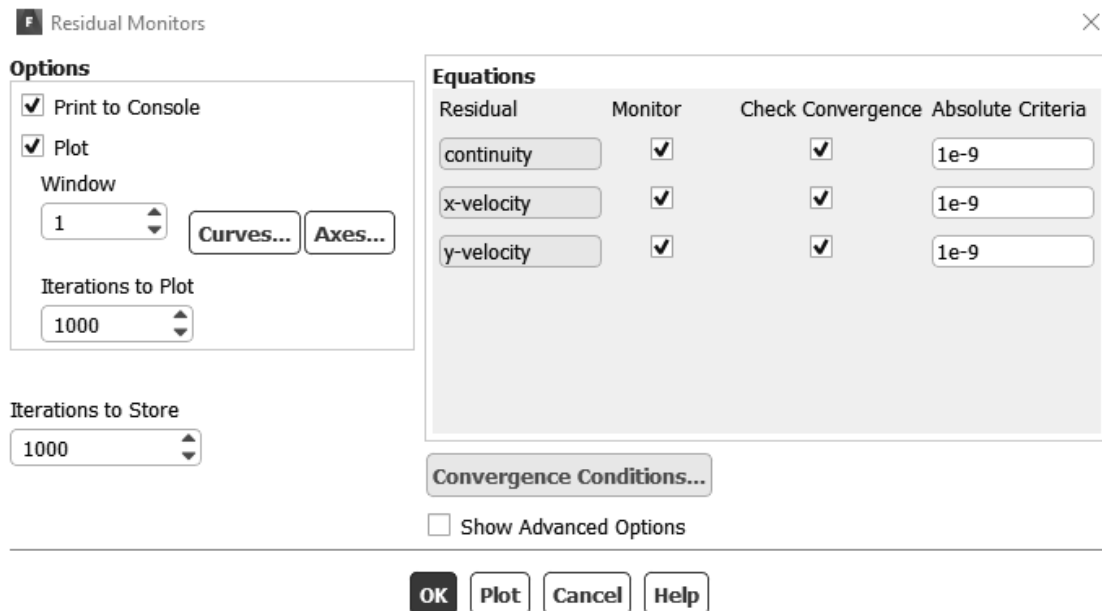 F Residual Monitors
Options
Print to Console
Plot
Window
1
Curves... Axes...
Iterations to Plot
1000
Iterations to Store
1000
Equations
Residual Monitor Check Convergence Absolute Criteria
continuity 1e-9
x-velocity 1e-9
y-velocity 1e-9
Convergence Conditions...
Show Advanced Options
OK Plot Cancel Help